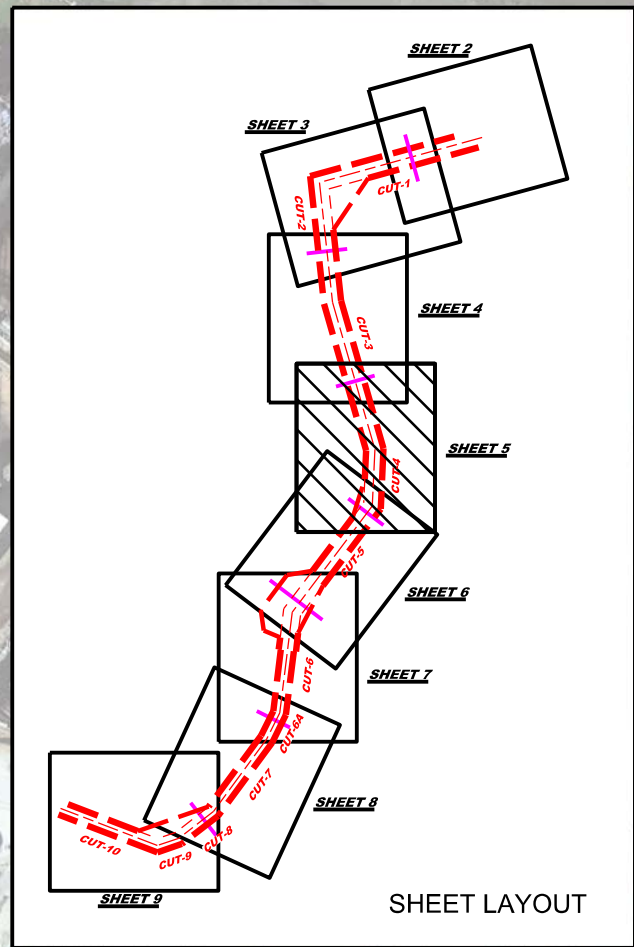 SHEET 2
SHEET 3
CUT-1
CUT-2
SHEET 4
CUT-3
SHEET 5
CUT-4
CUT-5
SHEET 6
CUT-6
SHEET 7
CUT-6A
CUT-7
SHEET 8
CUT-8
CUT-9
CUT-10
SHEET 9
SHEET LAYOUT